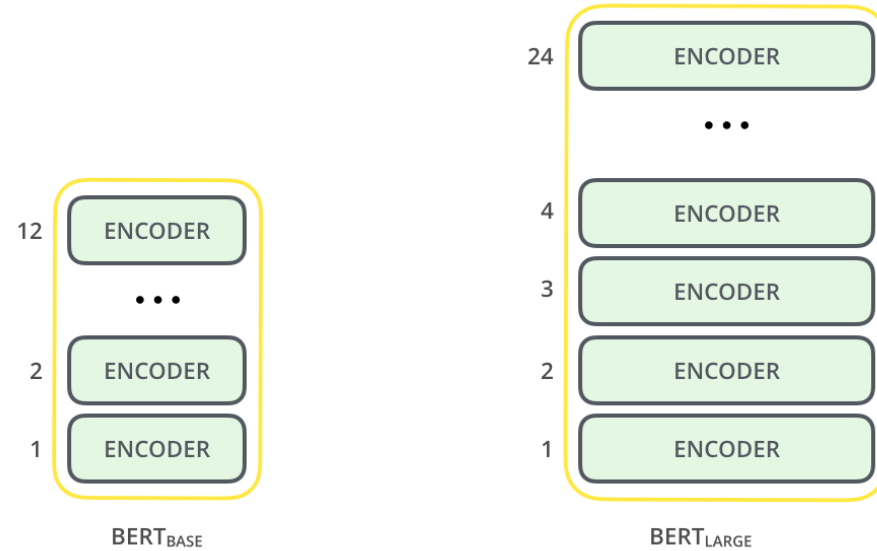 12 ENCODER
...
2 ENCODER
1 ENCODER
BERTBASE
24 ENCODER
...
4 ENCODER
3 ENCODER
2 ENCODER
1 ENCODER
BERTLARGE